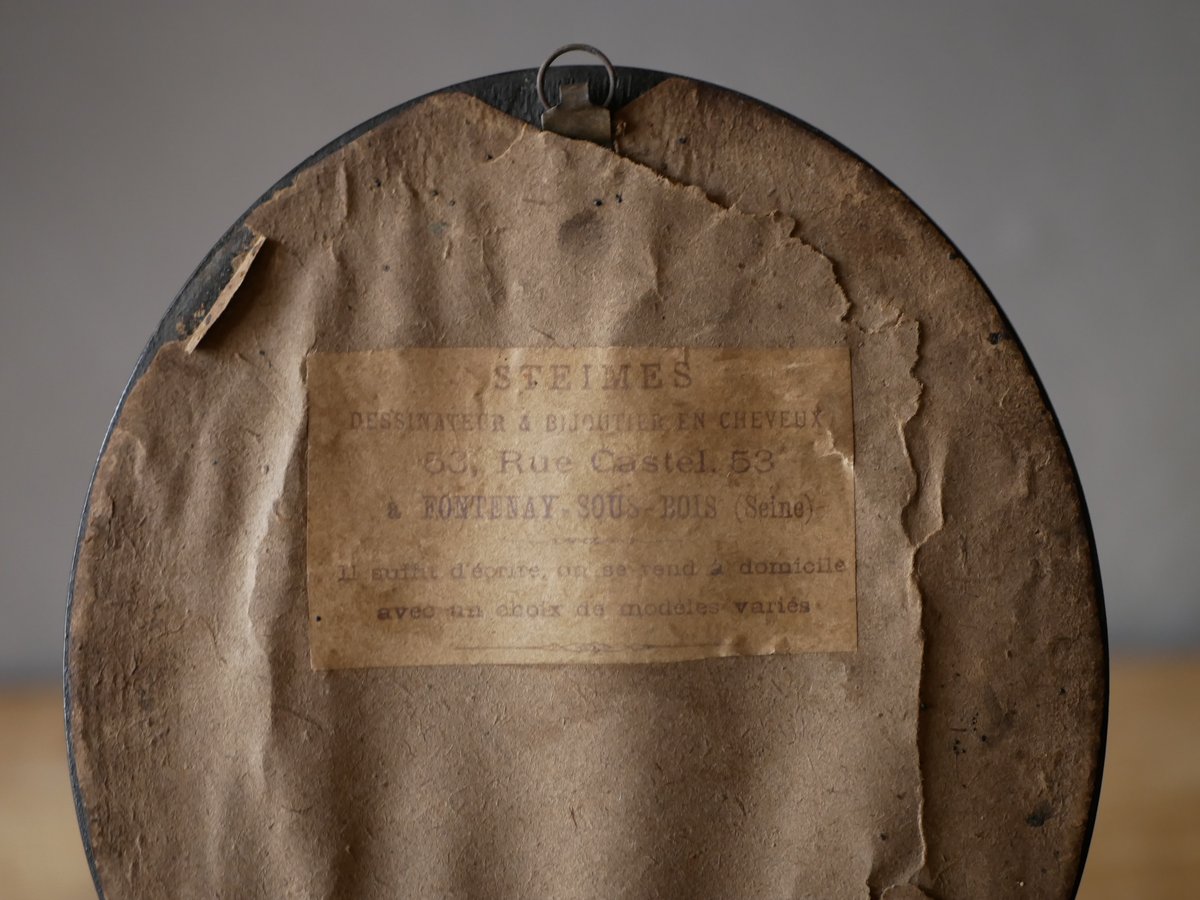 STEIMES
DESSINATEUR & BIJOUTIER EN CHEVEUX
53, Rue Castel. 53
à FONTENAY-SOUS-BOIS (Seine)
Il suffit d'écrire, on se rend à domicile
avec un choix de modèles variés